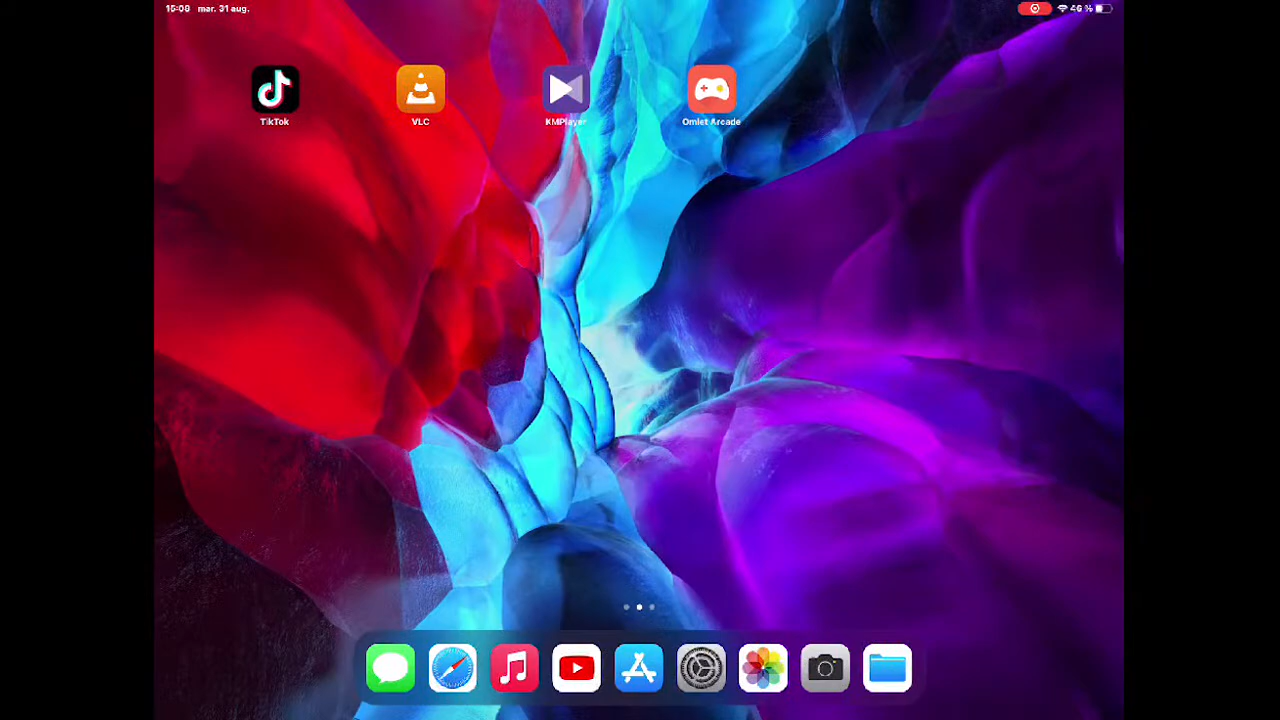 15:08 mar. 31 aug.
46 %
TikTok
VLC
KMPlayer
Omlet Arcade